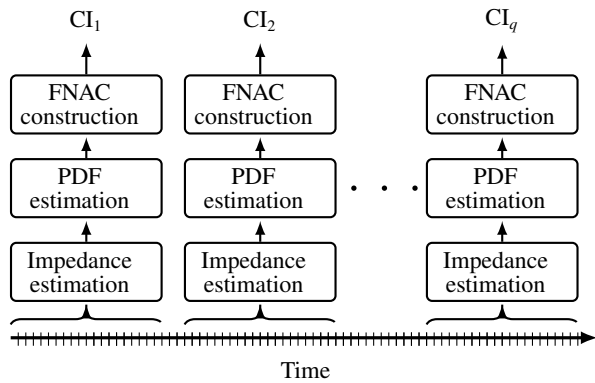 CI1 CI2 CIq
FNAC FNAC FNAC
construction construction construction
PDF PDF . . . PDF
estimation estimation estimation
Impedance Impedance Impedance
estimation estimation estimation
Time